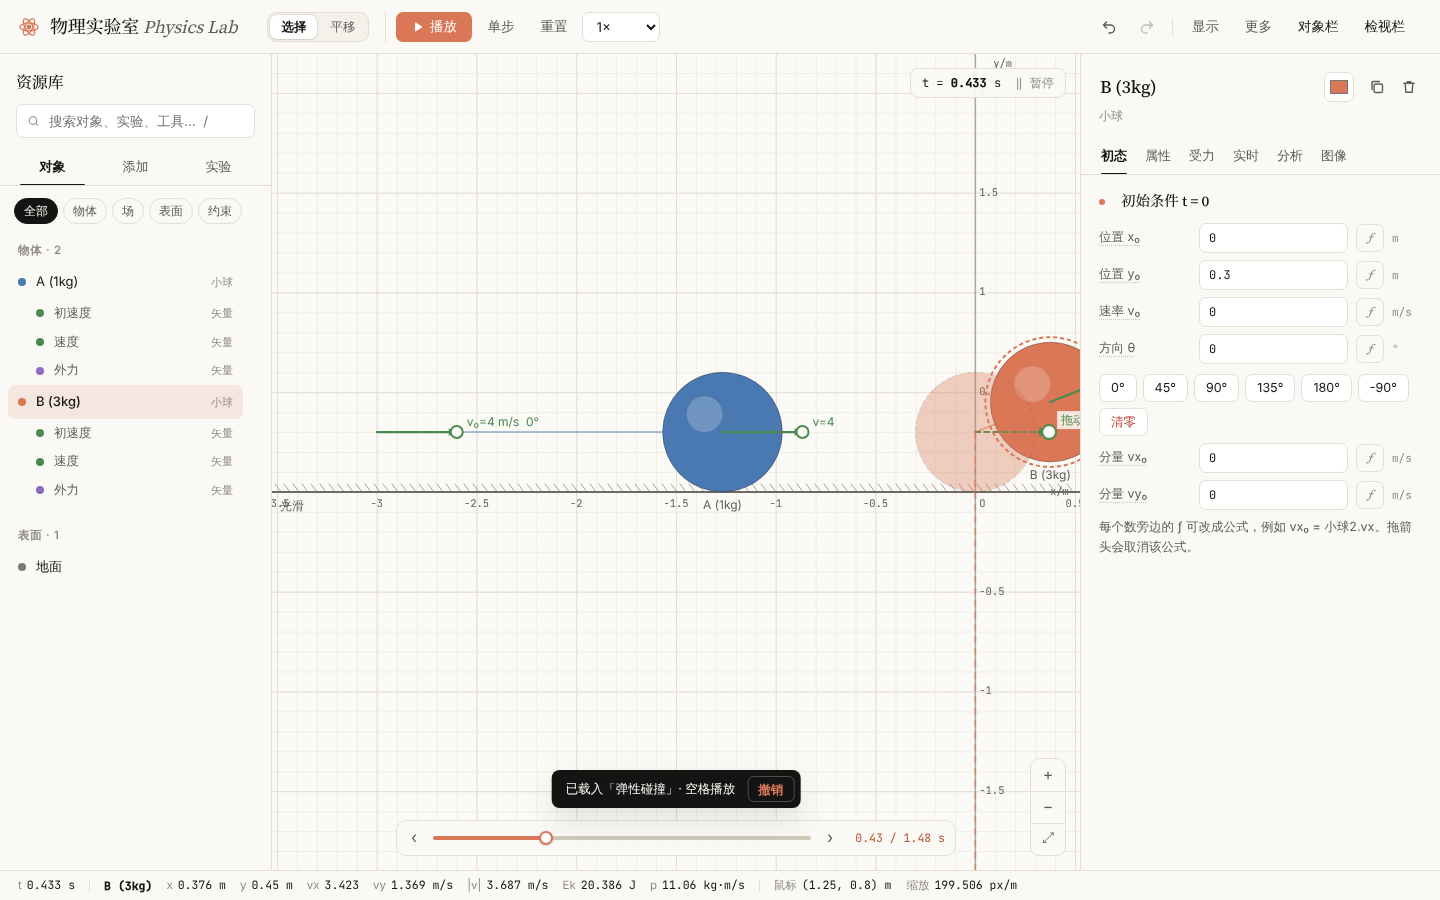 物理实验室 Physics Lab
选择 平移
播放 单步 重置 1×
显示 更多 对象栏 检视栏
资源库
搜索对象、实验、工具... /
对象 添加 实验
全部 物体 场 表面 约束
物体 · 2
A (1kg) 小球
初速度 矢量
速度 矢量
外力 矢量
B (3kg) 小球
初速度 矢量
速度 矢量
外力 矢量
表面 · 1
地面
y/m
t = 0.433 s || 暂停
1.5
1
0.
v₀=4 m/s 0°
v=4
拖动
B (3kg)
x/m
光滑
-3 -2.5 -2 -1.5 A (1kg) -1 -0.5 0
-0.5
-1
-1.5
已载入「弹性碰撞」· 空格播放 撤销
‹ › 0.43 / 1.48 s
+
−
B (3kg)
小球
初态 属性 受力 实时 分析 图像
初始条件 t = 0
位置 x₀ 0 ƒ m
位置 y₀ 0.3 ƒ m
速率 v₀ 0 ƒ m/s
方向 θ 0 ƒ °
0° 45° 90° 135° 180° -90°
清零
分量 vx₀ 0 ƒ m/s
分量 vy₀ 0 ƒ m/s
每个数旁边的 ƒ 可改成公式，例如 vx₀ = 小球2.vx。拖箭
头会取消该公式。
t 0.433 s B (3kg) x 0.376 m y 0.45 m vx 3.423 vy 1.369 m/s |v| 3.687 m/s Ek 20.386 J p 11.06 kg·m/s 鼠标 (1.25, 0.8) m 缩放 199.506 px/m